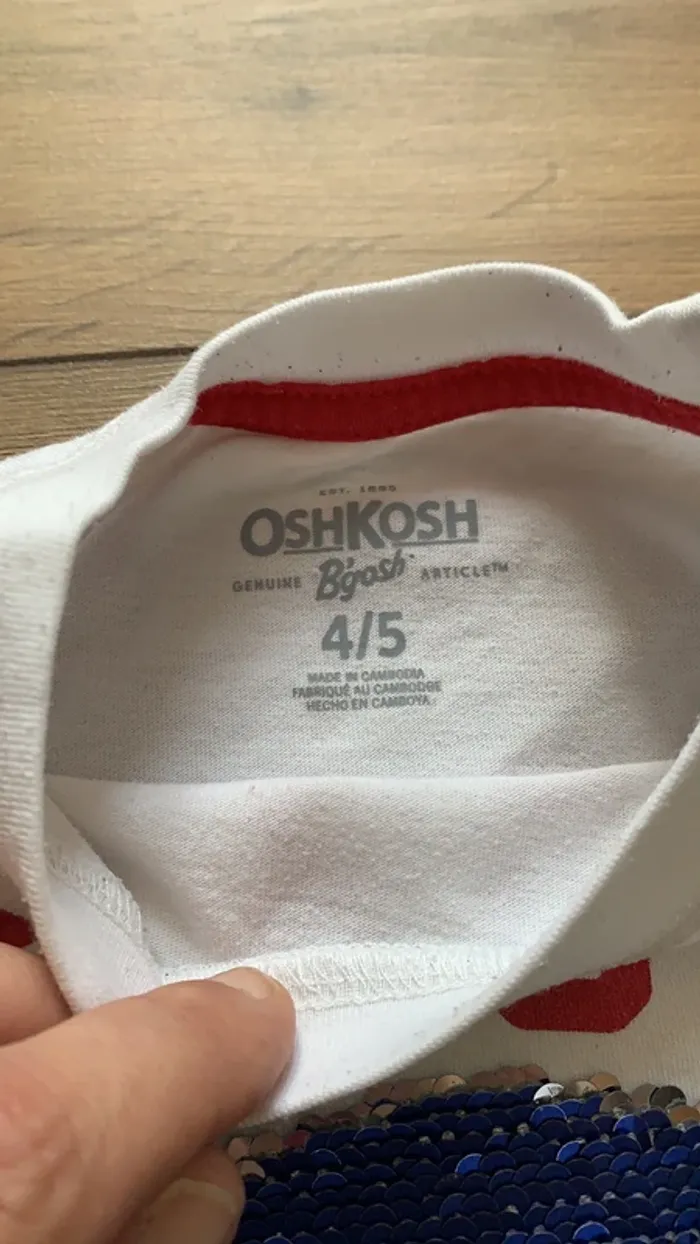 EST. 1895
OSHKOSH
GENUINE B'gosh ARTICLE™
4/5
MADE IN CAMBODIA
FABRIQUÉ AU CAMBODGE
HECHO EN CAMBOYA